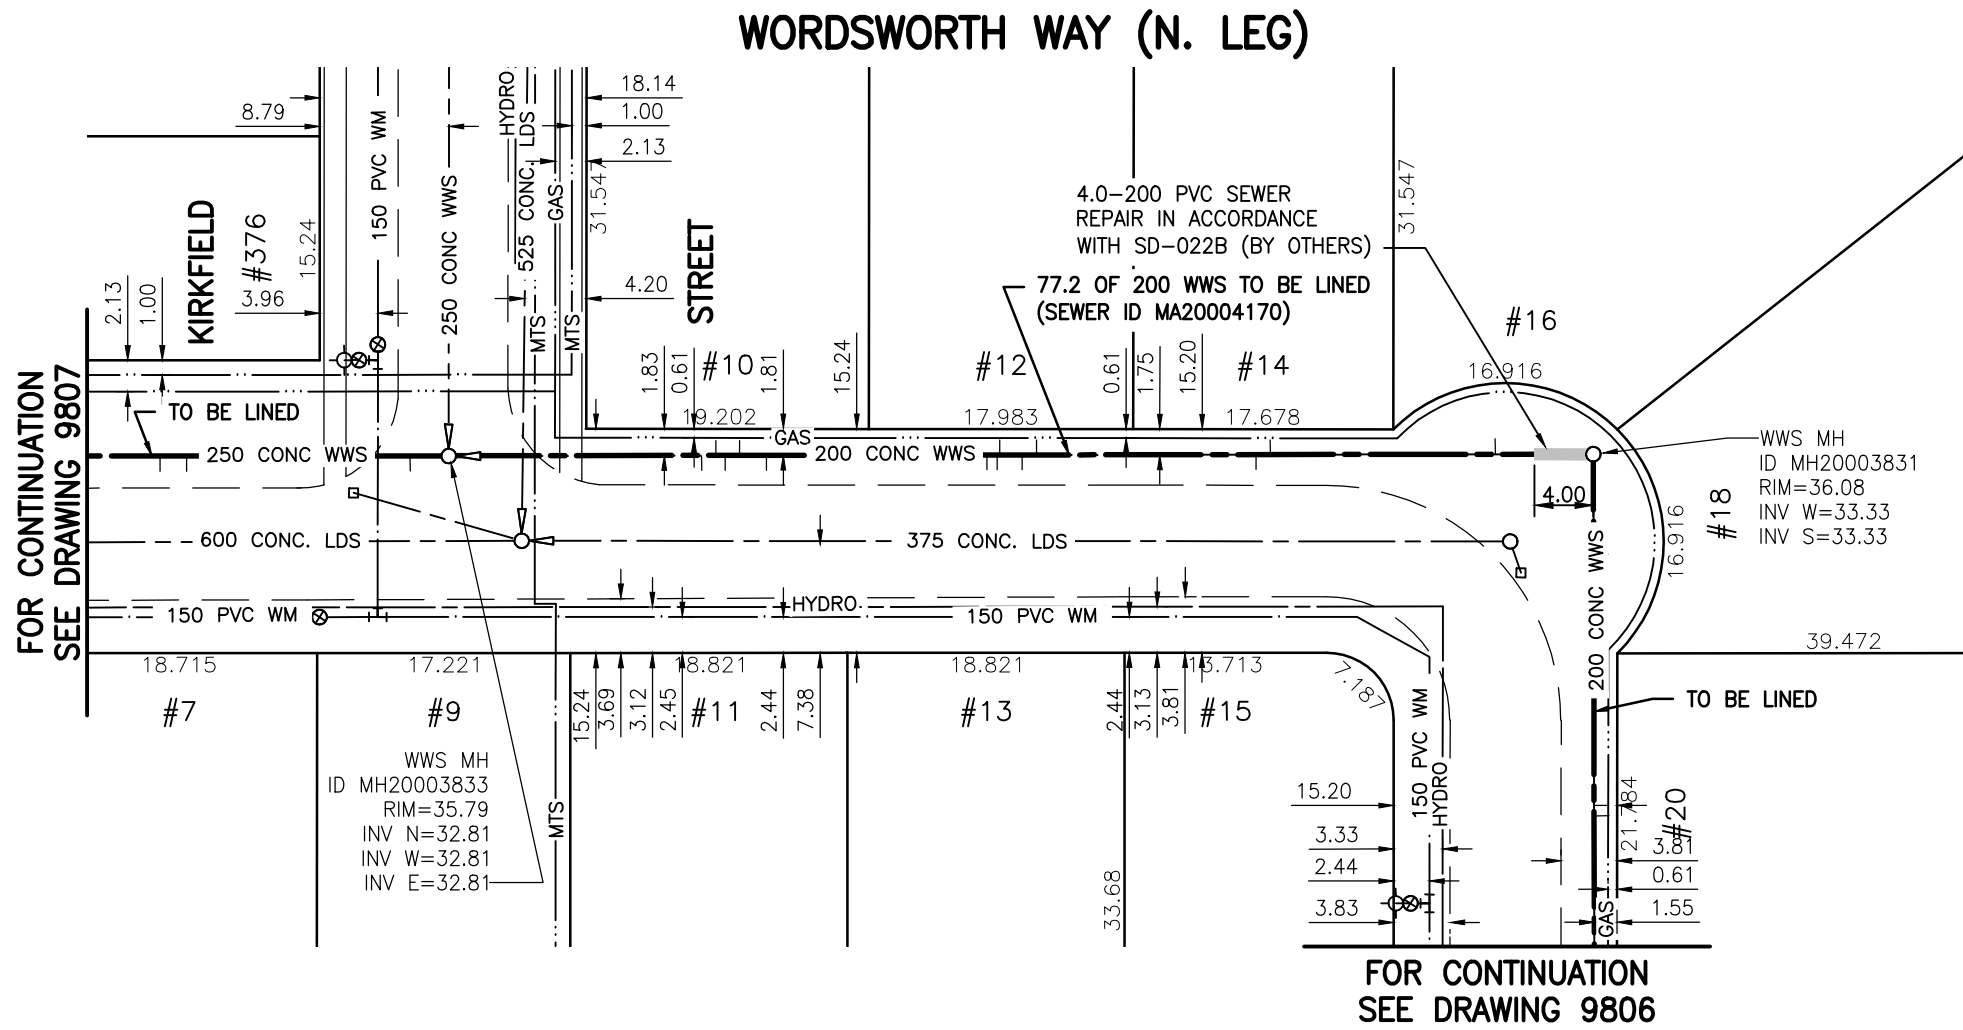 WORDSWORTH WAY (N. LEG)
8.79
18.14
1.00
2.13
150 PVC WM
250 CONC WWS
HYDRO
525 CONC. LDS
GAS
31.547
KIRKFIELD
#376
15.24
3.96
STREET
4.20
MTS
MTS
4.0-200 PVC SEWER
REPAIR IN ACCORDANCE
WITH SD-022B (BY OTHERS)
77.2 OF 200 WWS TO BE LINED
(SEWER ID MA20004170)
31.547
#16
16.916
2.13
1.00
1.83
0.61
#10
1.81
15.24
#12
0.61
1.75
15.20
#14
19.202
17.983
17.678
FOR CONTINUATION
SEE DRAWING 9807
TO BE LINED
250 CONC WWS
GAS
200 CONC WWS
4.00
WWS MH
ID MH20003831
RIM=36.08
INV W=33.33
INV S=33.33
#18
16.916
600 CONC. LDS
375 CONC. LDS
200 CONC WWS
150 PVC WM
HYDRO
150 PVC WM
39.472
18.715
17.221
18.821
18.821
13.713
7.187
#7
#9
15.24
3.69
3.12
2.45
#11
2.44
7.38
#13
2.44
3.13
3.81
#15
TO BE LINED
WWS MH
ID MH20003833
RIM=35.79
INV N=32.81
INV W=32.81
INV E=32.81
MTS
33.68
150 PVC WM
HYDRO
15.20
3.33
2.44
3.83
21.784
#20
3.81
0.61
1.55
GAS
FOR CONTINUATION
SEE DRAWING 9806